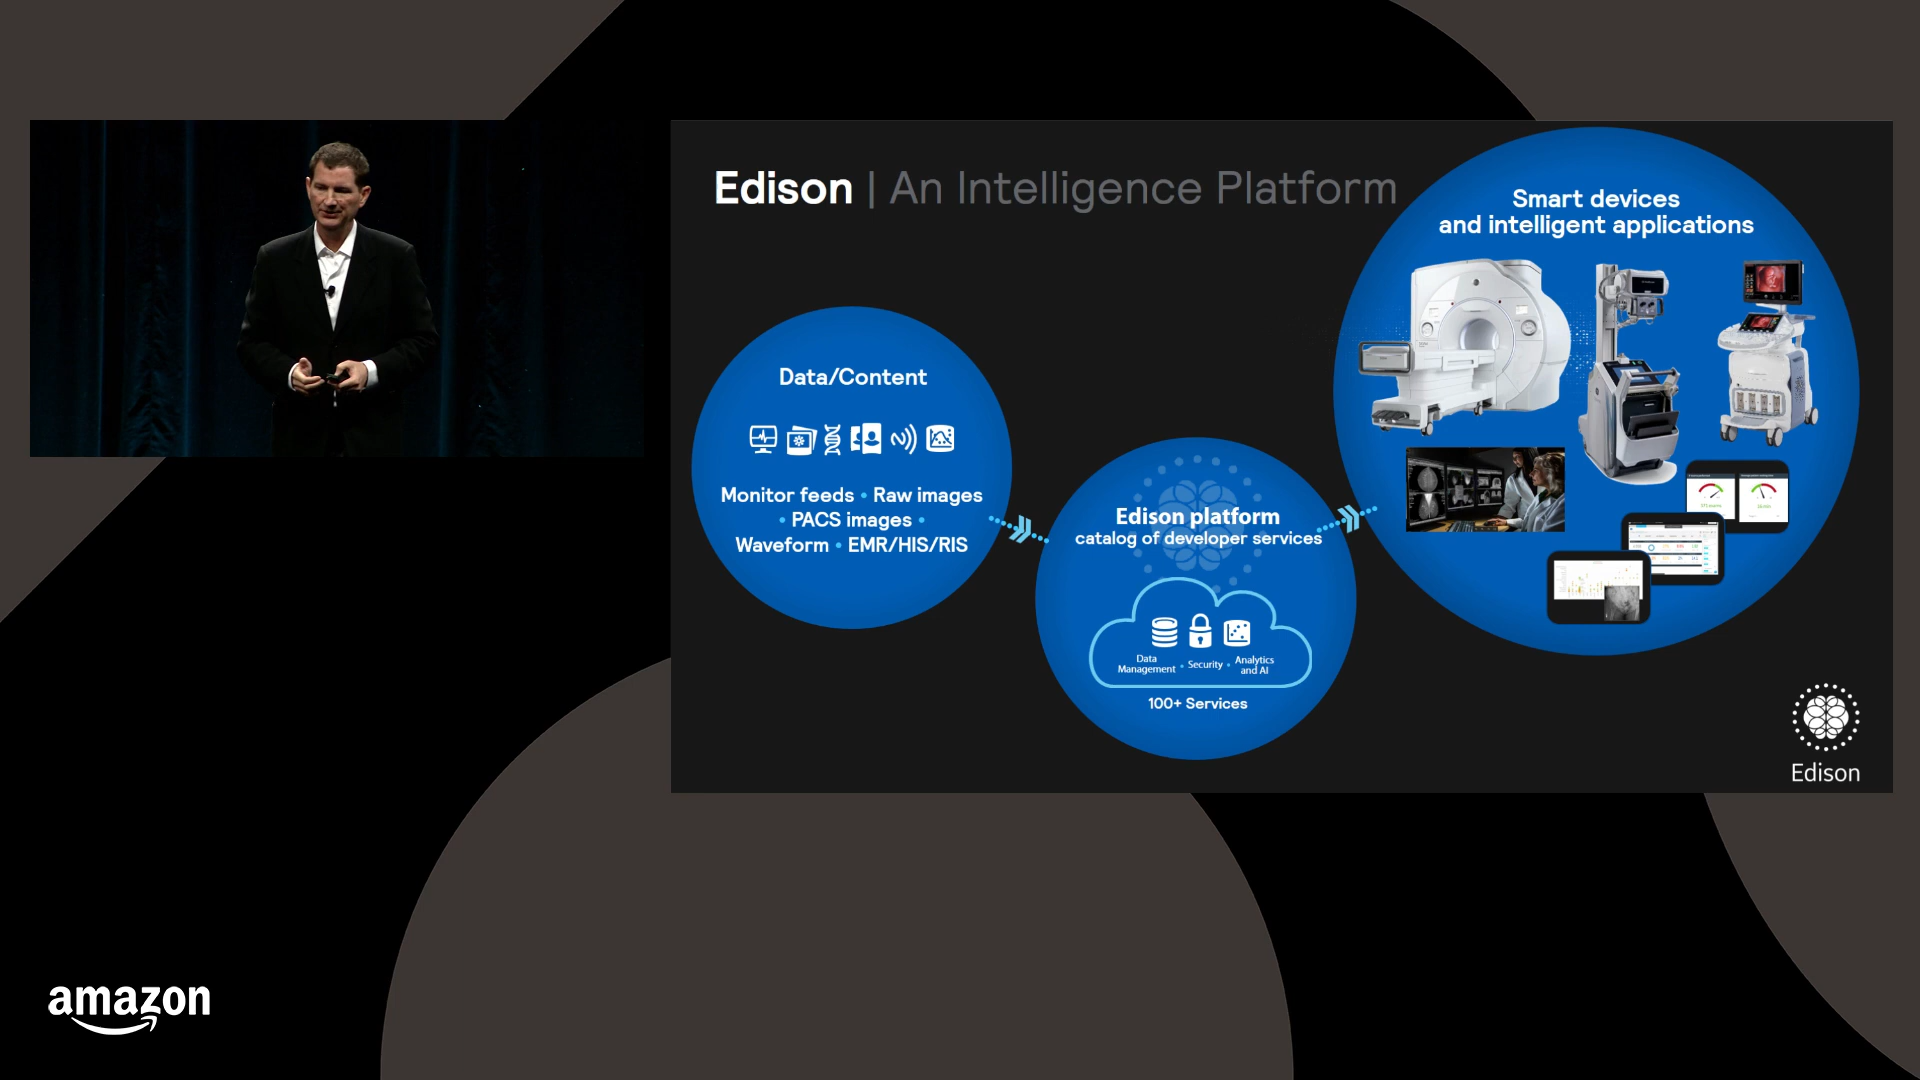 Edison | An Intelligence Platform
Data/Content
Monitor feeds • Raw images
• PACS images •
Waveform • EMR/HIS/RIS
Edison platform
catalog of developer services
Data
Management • Security • Analytics
and AI
100+ Services
Smart devices
and intelligent applications
Edison
amazon